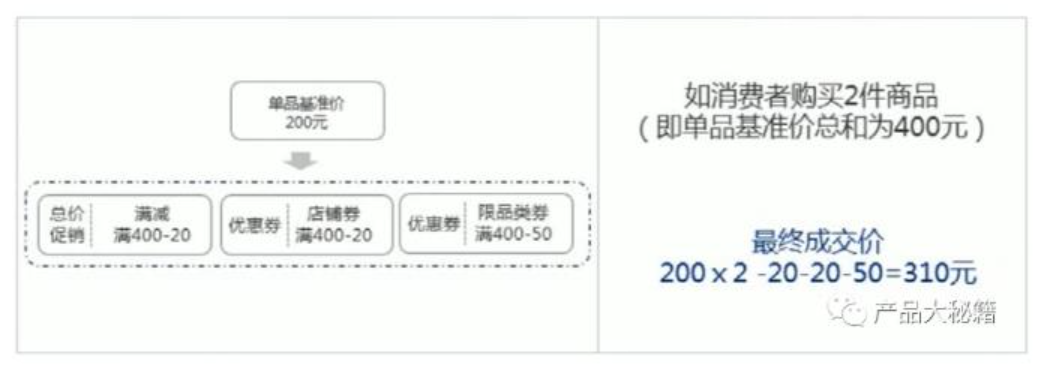 单品基准价
200元
总价
促销
满减
满400-20
优惠券
店铺券
满400-20
优惠券
限品类券
满400-50
如消费者购买2件商品
(即单品基准价总和为400元)
最终成交价
200 x 2 -20-20-50=310元
产品大秘籍